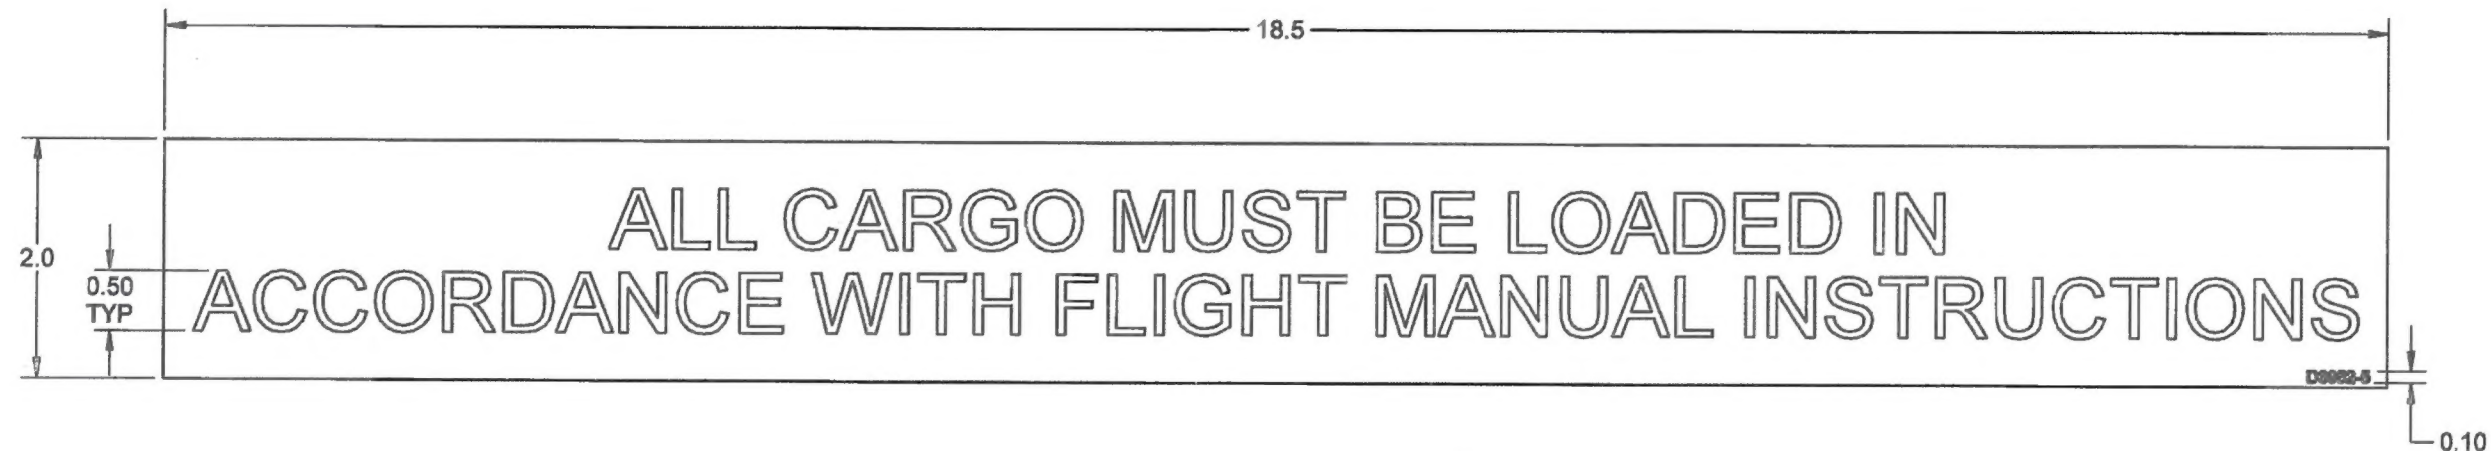 18.5
ALL CARGO MUST BE LOADED IN
2.0
0.50
TYP
ACCORDANCE WITH FLIGHT MANUAL INSTRUCTIONS
0.10